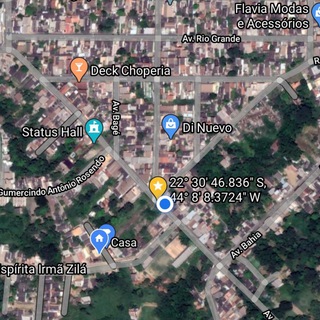 Flavia Modas
e Acessórios
Av. Rio Grande
R
Deck Choperia
Av. Bagé
Status Hall
Di Nuevo
Gumercindo Antônio Rosendo
22° 30' 46.836" S,
44° 8' 8.3724" W
Casa
Av. Bahia
spírita Irmã Zilá
Av